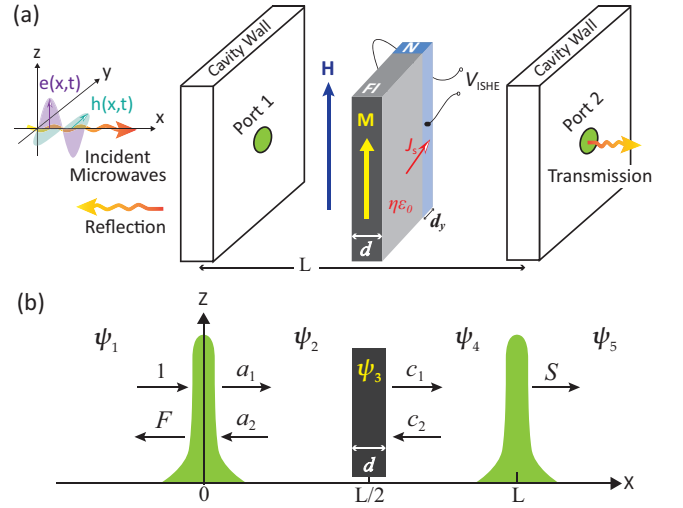 (a)
z
y
e(x,t)
h(x,t)
x
Incident
Microwaves
Reflection
Cavity Wall
Port 1
H
FI
N
M
V_ISHE
J_s
ηε_0
d
d_y
L
Cavity Wall
Port 2
Transmission
(b)
Z
ψ_1
ψ_2
ψ_3
ψ_4
ψ_5
1
a_1
c_1
S
F
a_2
c_2
d
X
0
L/2
L